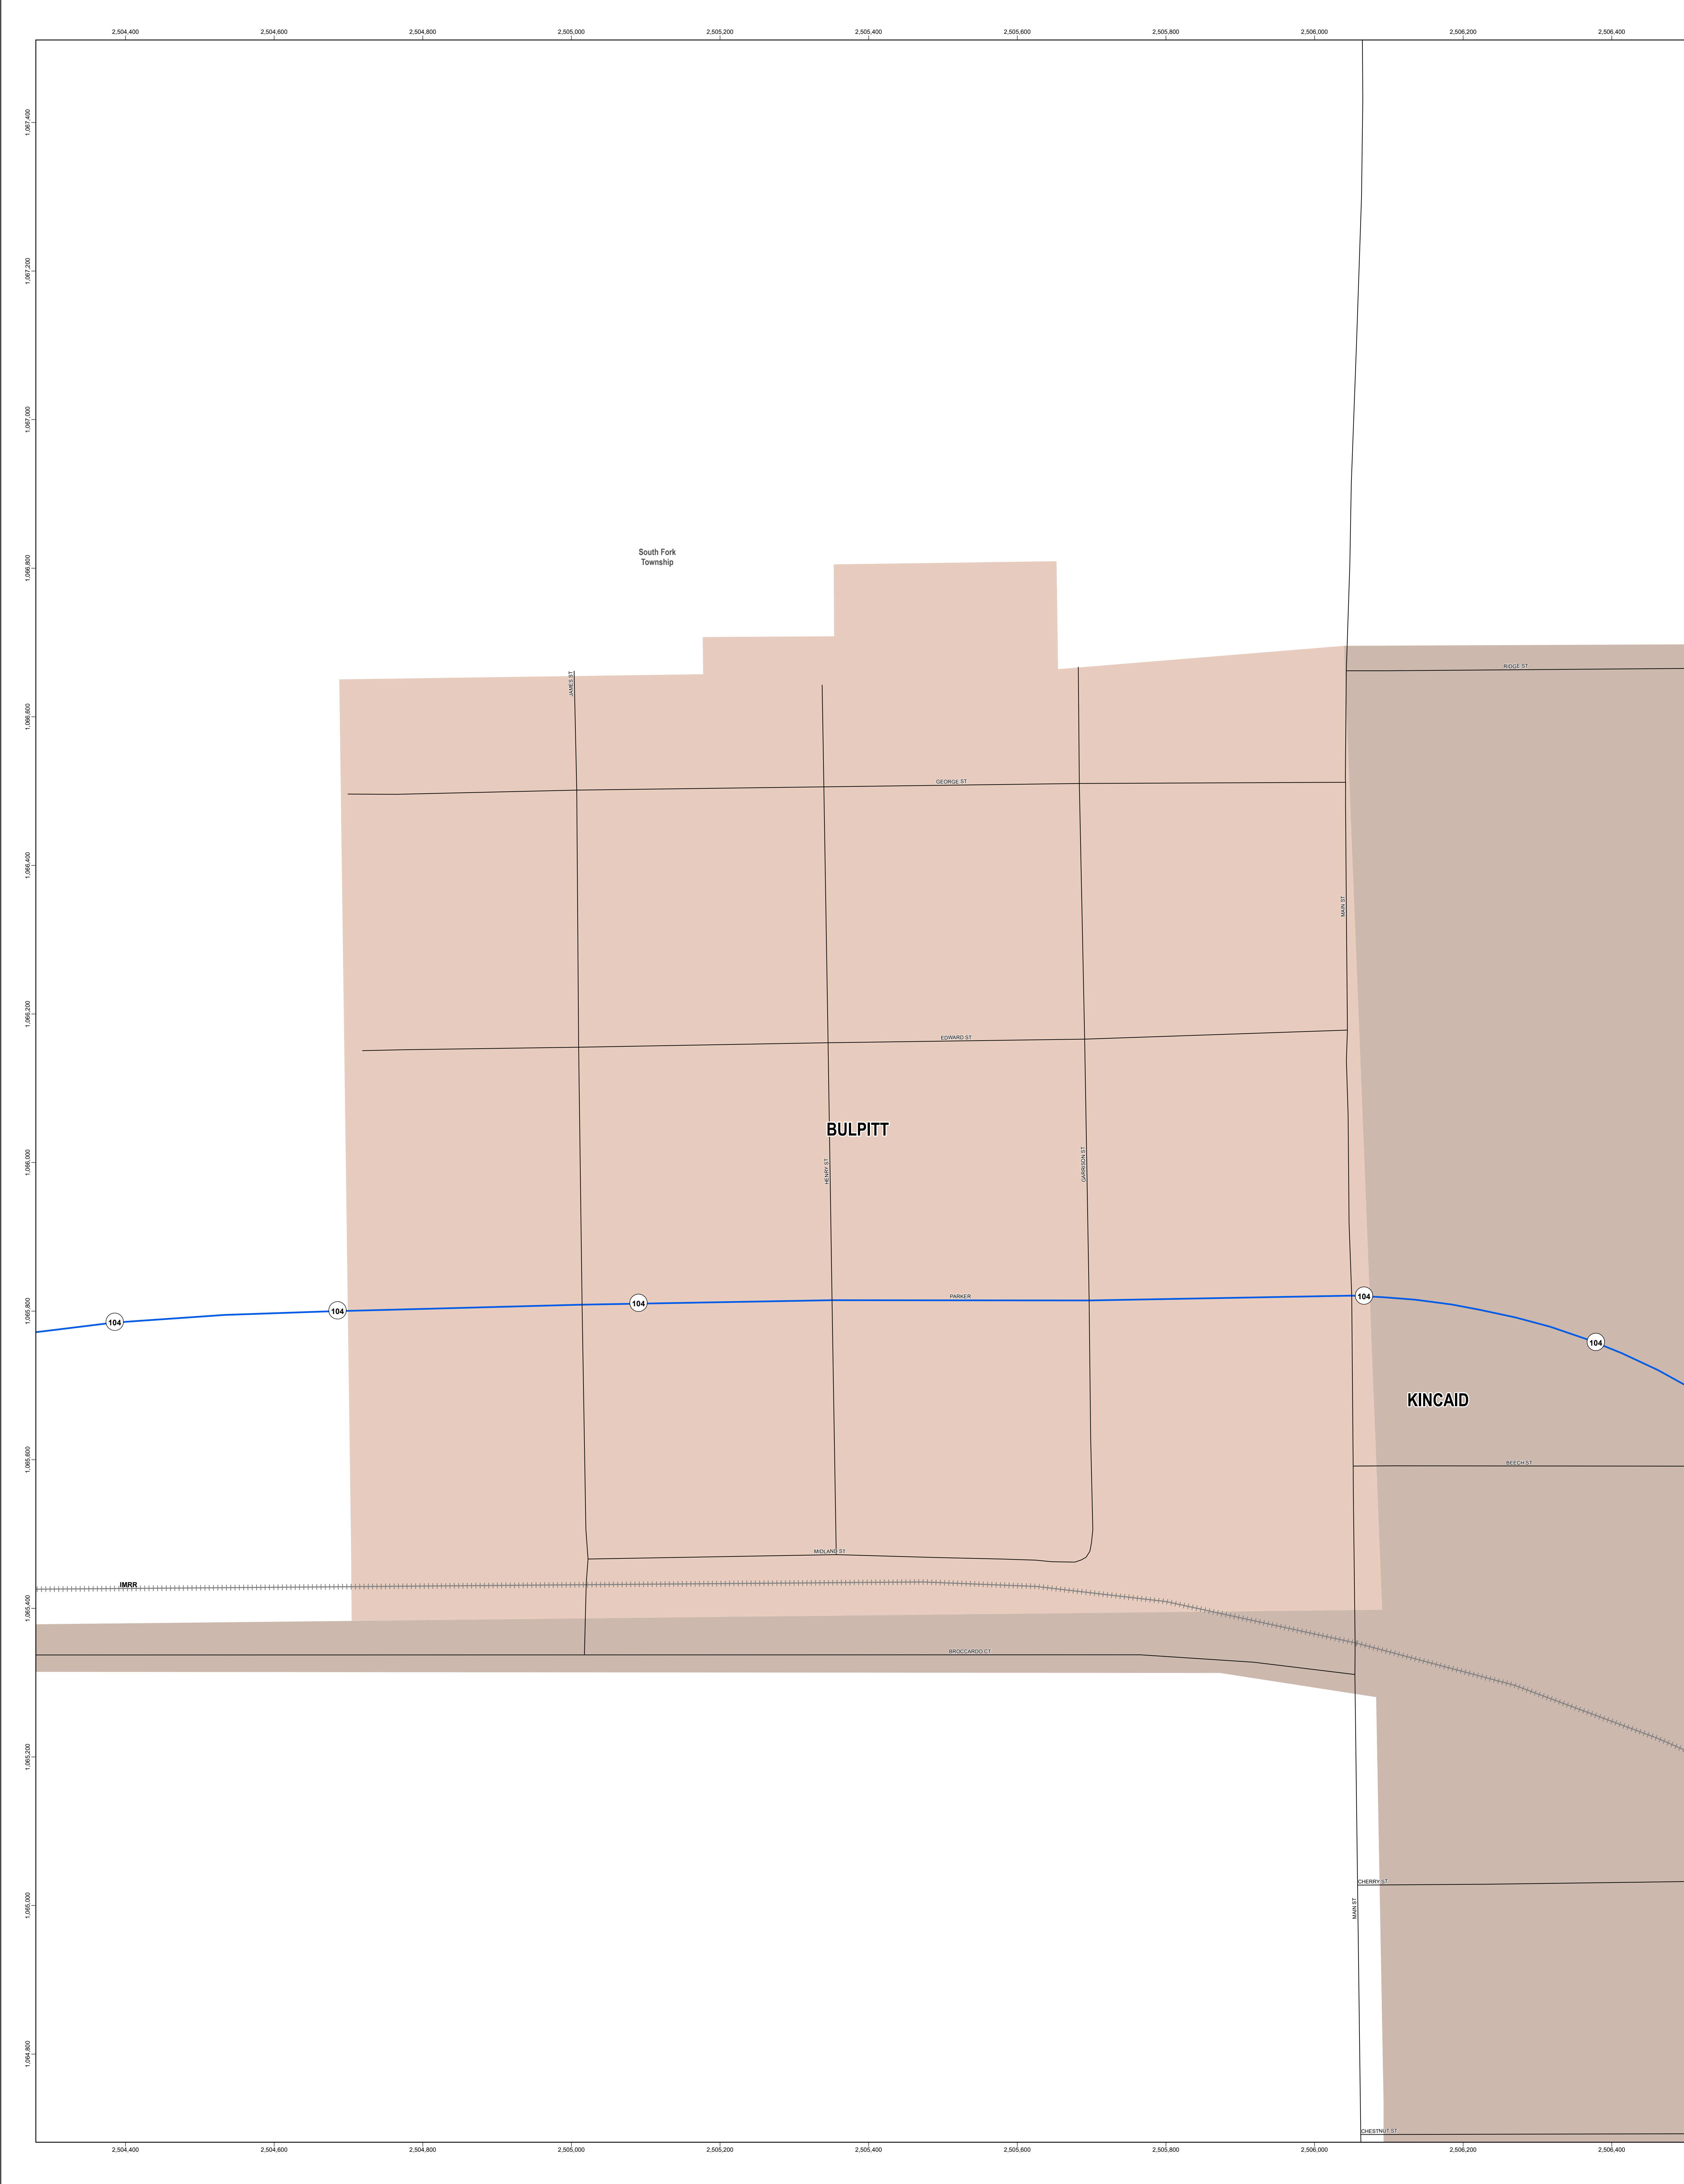 2,504,400
2,504,600
2,504,800
2,505,000
2,505,200
2,505,400
2,505,600
2,505,800
2,506,000
2,506,200
2,506,400
1,067,400
1,067,200
1,067,000
1,066,800
1,066,600
1,066,400
1,066,200
1,066,000
1,065,800
1,065,600
1,065,400
1,065,200
1,065,000
1,064,800
South Fork
Township
RIDGE ST
JAMES ST
GEORGE ST
MAIN ST
EDWARD ST
BULPITT
HENRY ST
GARRISON ST
PARKER
104
104
104
104
104
KINCAID
BEECH ST
MIDLAND ST
IMRR
BROCCARDO CT
CHERRY ST
MAIN ST
CHESTNUT ST
2,504,400
2,504,600
2,504,800
2,505,000
2,505,200
2,505,400
2,505,600
2,505,800
2,506,000
2,506,200
2,506,400